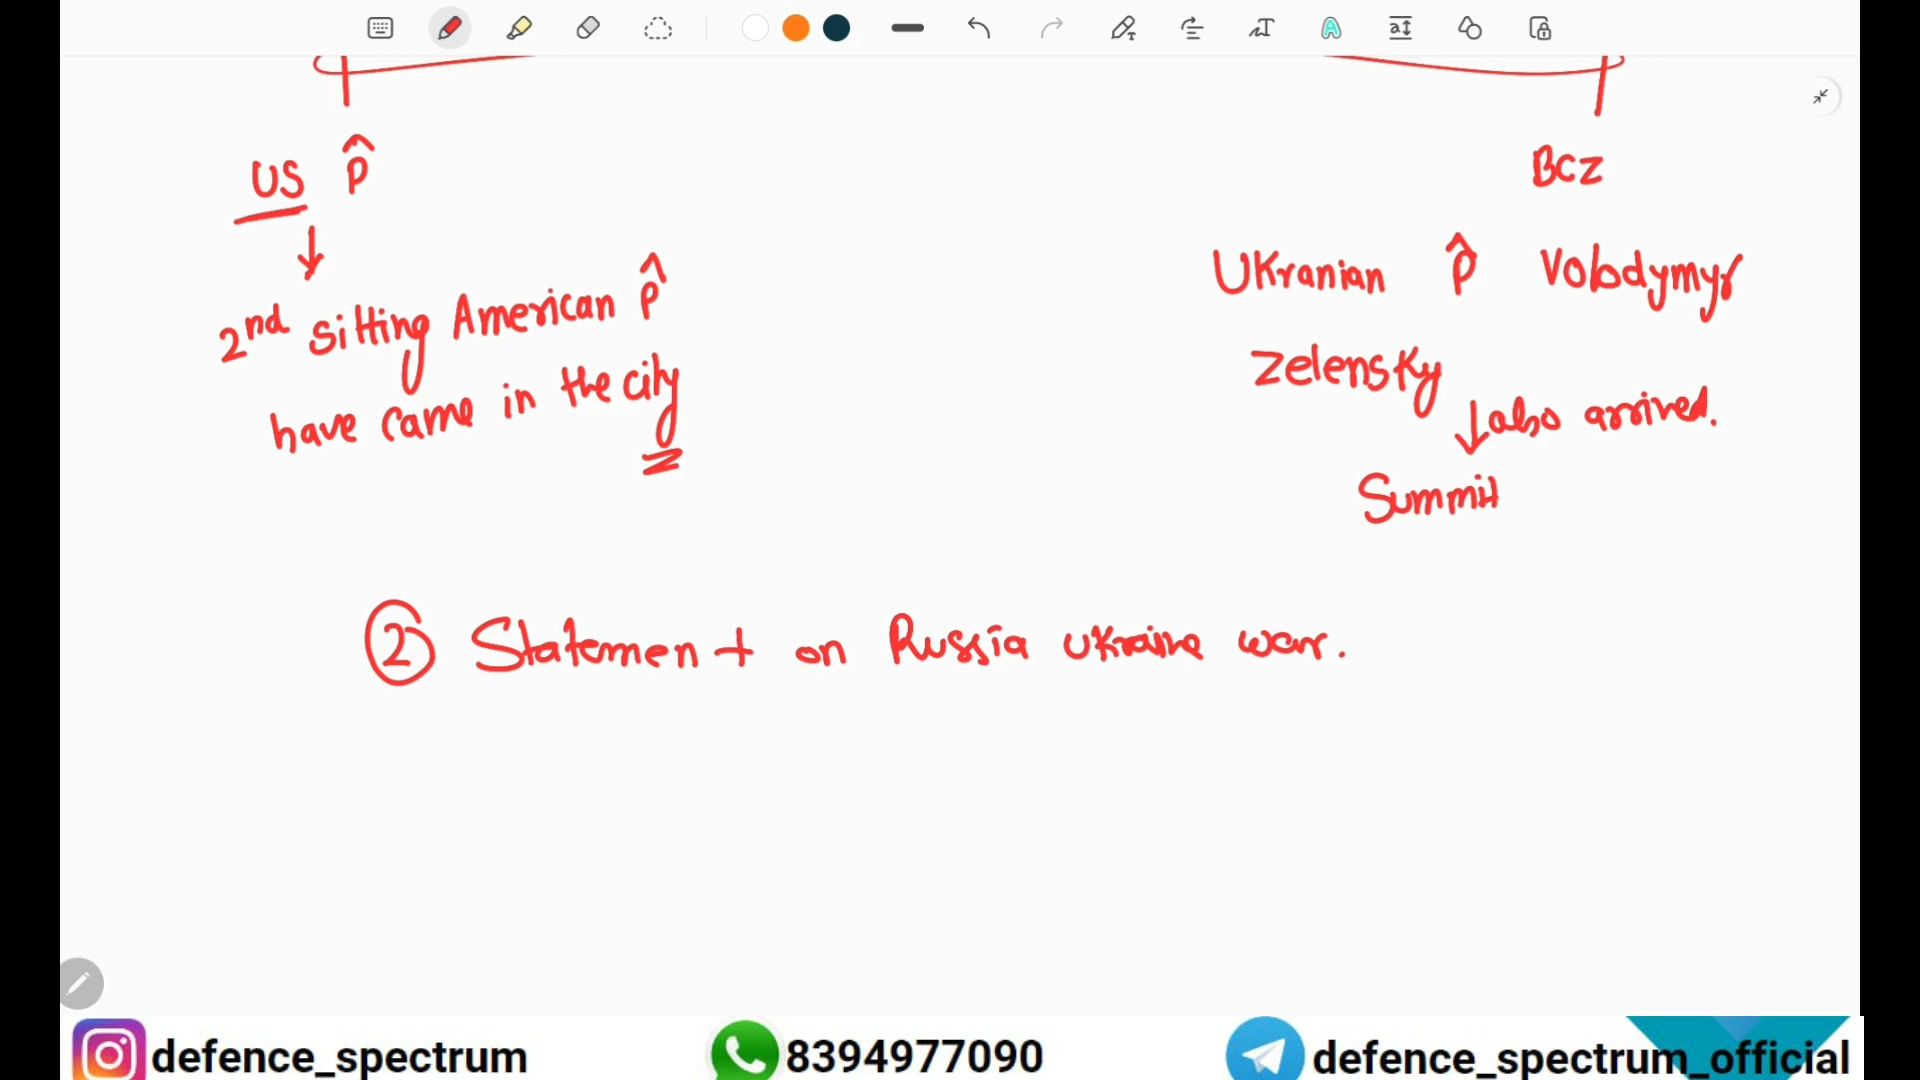 US p̂
2nd sitting American p̂
have came in the city
BCZ
UKranian p̂ Volodymyr
Zelensky
also arrived.
Summit
② Statement on Russia Ukraine war.
defence_spectrum
8394977090
defence_spectrum_official